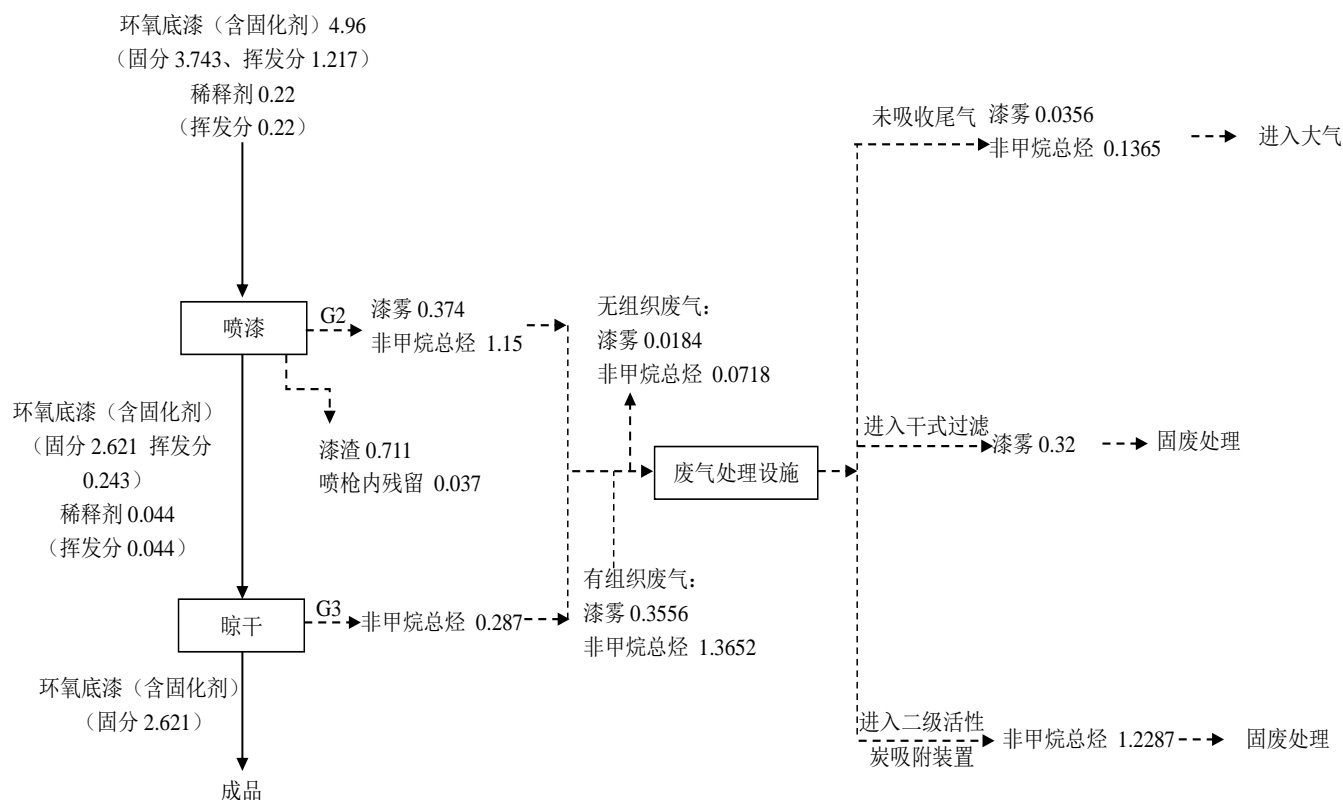 环氧底漆（含固化剂）4.96
（固分 3.743、挥发分 1.217）
稀释剂 0.22
（挥发分 0.22）
未吸收尾气
漆雾 0.0356
非甲烷总烃 0.1365
进入大气
喷漆
G2
漆雾 0.374
非甲烷总烃 1.15
无组织废气：
漆雾 0.0184
非甲烷总烃 0.0718
环氧底漆（含固化剂）
（固分 2.621 挥发分
0.243）
稀释剂 0.044
（挥发分 0.044）
漆渣 0.711
喷枪内残留 0.037
废气处理设施
进入干式过滤
漆雾 0.32
固废处理
晾干
G3
非甲烷总烃 0.287
有组织废气：
漆雾 0.3556
非甲烷总烃 1.3652
环氧底漆（含固化剂）
（固分 2.621）
进入二级活性
炭吸附装置
非甲烷总烃 1.2287
固废处理
成品